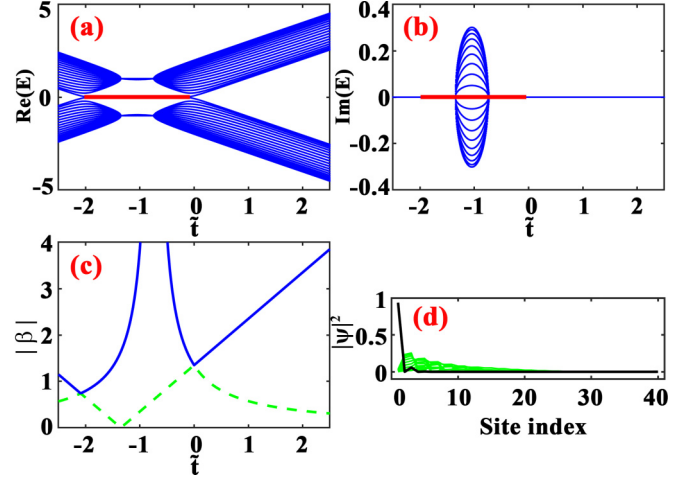 (a)
Re(E)
5
0
-5
-2 -1 0 1 2
t̃
(b)
Im(E)
0.4
0.2
0
-0.2
-0.4
-2 -1 0 1 2
t̃
(c)
|β|
4
3
2
1
0
-2 -1 0 1 2
t̃
(d)
|ψ|²
1
0.5
0
0 10 20 30 40
Site index